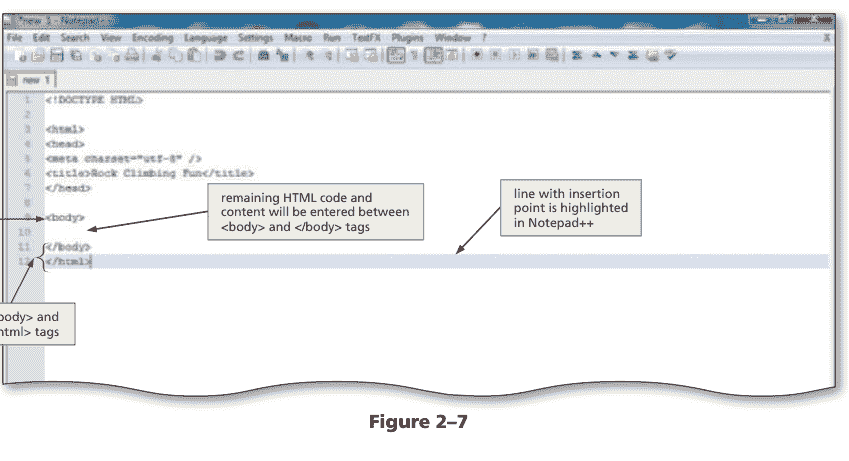 *new 1 - Notepad++
File Edit Search View Encoding Language Settings Macro Run TextFX Plugins Window ? X
new 1
1 <!DOCTYPE HTML>
2
3 <html>
4 <head>
5 <meta charset="utf-8" />
6 <title>Rock Climbing Fun</title>
7 </head>
8
9 <body>
10
11 </body>
12 </html>
remaining HTML code and
content will be entered between
<body> and </body> tags
line with insertion
point is highlighted
in Notepad++
body> and
html> tags
Figure 2–7